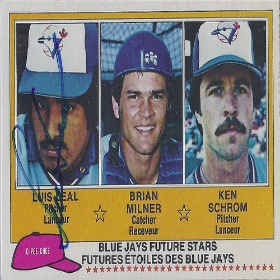 LUIS LEAL
Pitcher
Lanceur
BRIAN
MILNER
Catcher
Receveur
KEN
SCHROM
Pitcher
Lanceur
O-PEE-CHEE
BLUE JAYS FUTURE STARS
FUTURES ÉTOILES DES BLUE JAYS